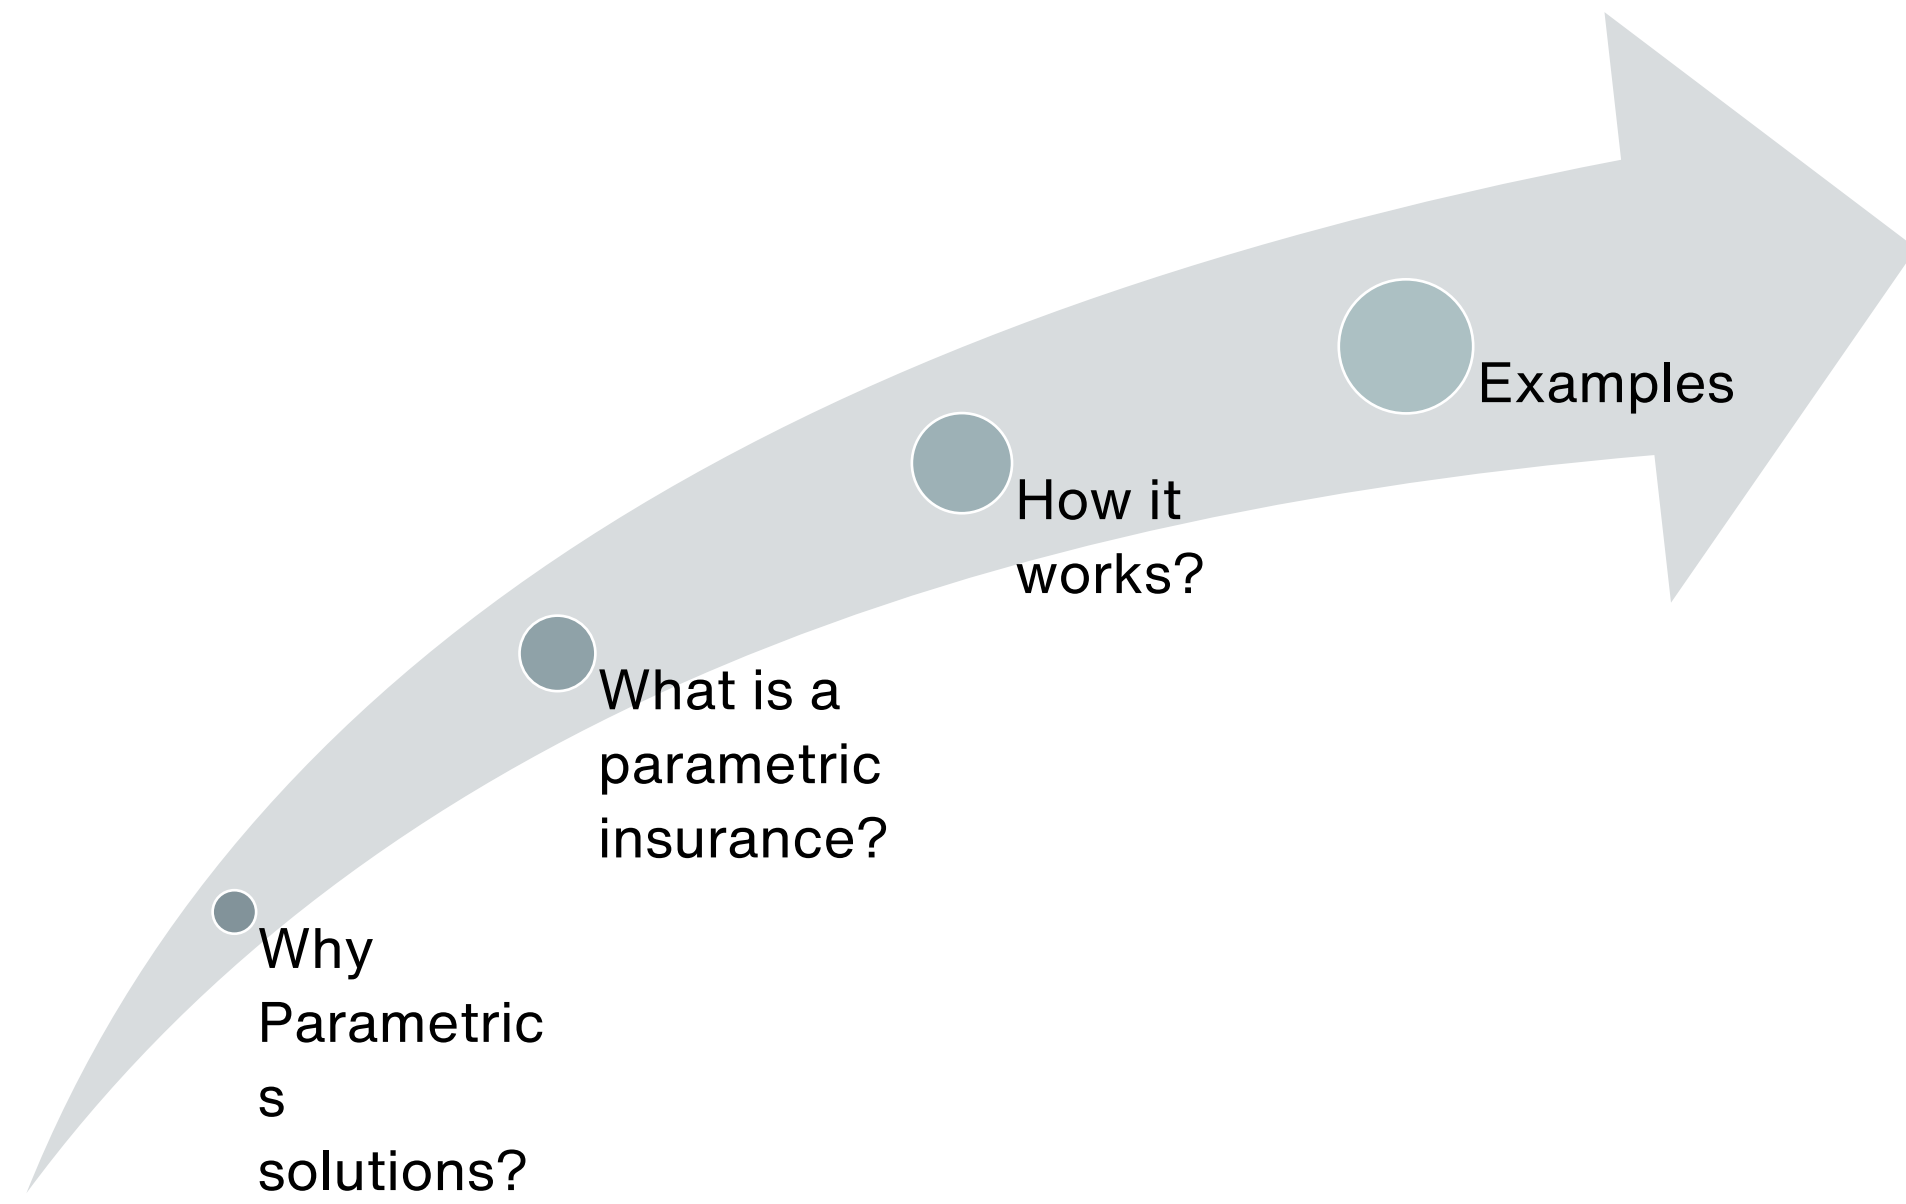 Examples
How it
works?
What is a
parametric
insurance?
Why
Parametric
s
solutions?